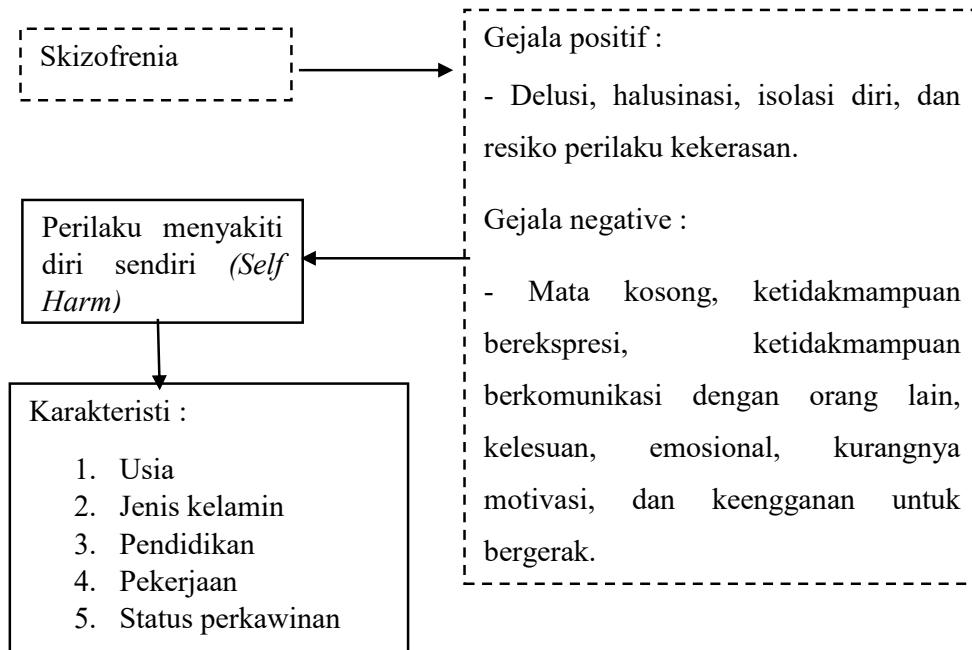 Skizofrenia
Gejala positif :
- Delusi, halusinasi, isolasi diri, dan
resiko perilaku kekerasan.
Gejala negative :
- Mata kosong, ketidakmampuan
berekspresi, ketidakmampuan
berkomunikasi dengan orang lain,
kelesuan, emosional, kurangnya
motivasi, dan keengganan untuk
bergerak.
Perilaku menyakiti
diri sendiri (Self
Harm)
Karakteristi :
1. Usia
2. Jenis kelamin
3. Pendidikan
4. Pekerjaan
5. Status perkawinan